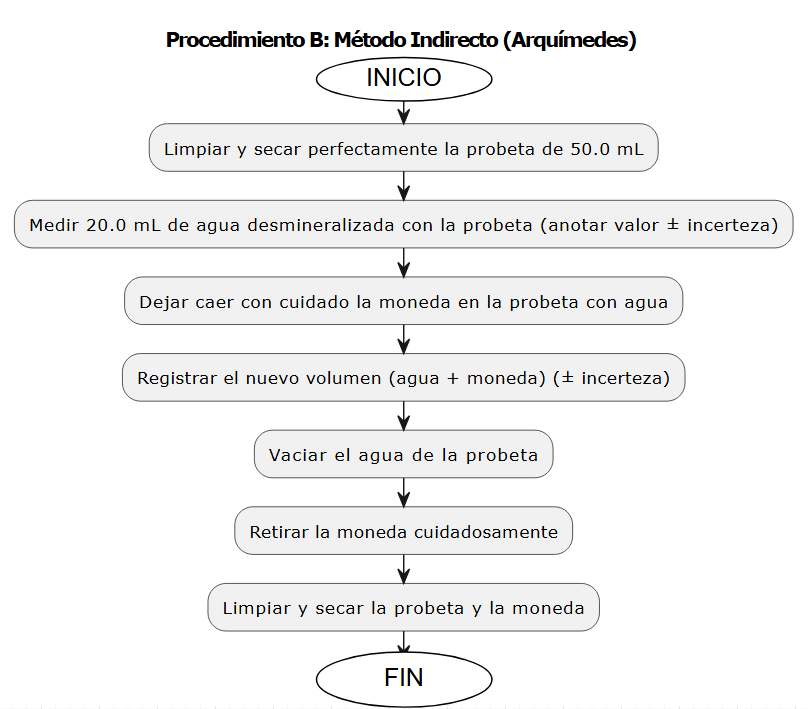 Procedimiento B: Método Indirecto (Arquímedes)
INICIO
Limpiar y secar perfectamente la probeta de 50.0 mL
Medir 20.0 mL de agua desmineralizada con la probeta (anotar valor ± incerteza)
Dejar caer con cuidado la moneda en la probeta con agua
Registrar el nuevo volumen (agua + moneda) (± incerteza)
Vaciar el agua de la probeta
Retirar la moneda cuidadosamente
Limpiar y secar la probeta y la moneda
FIN